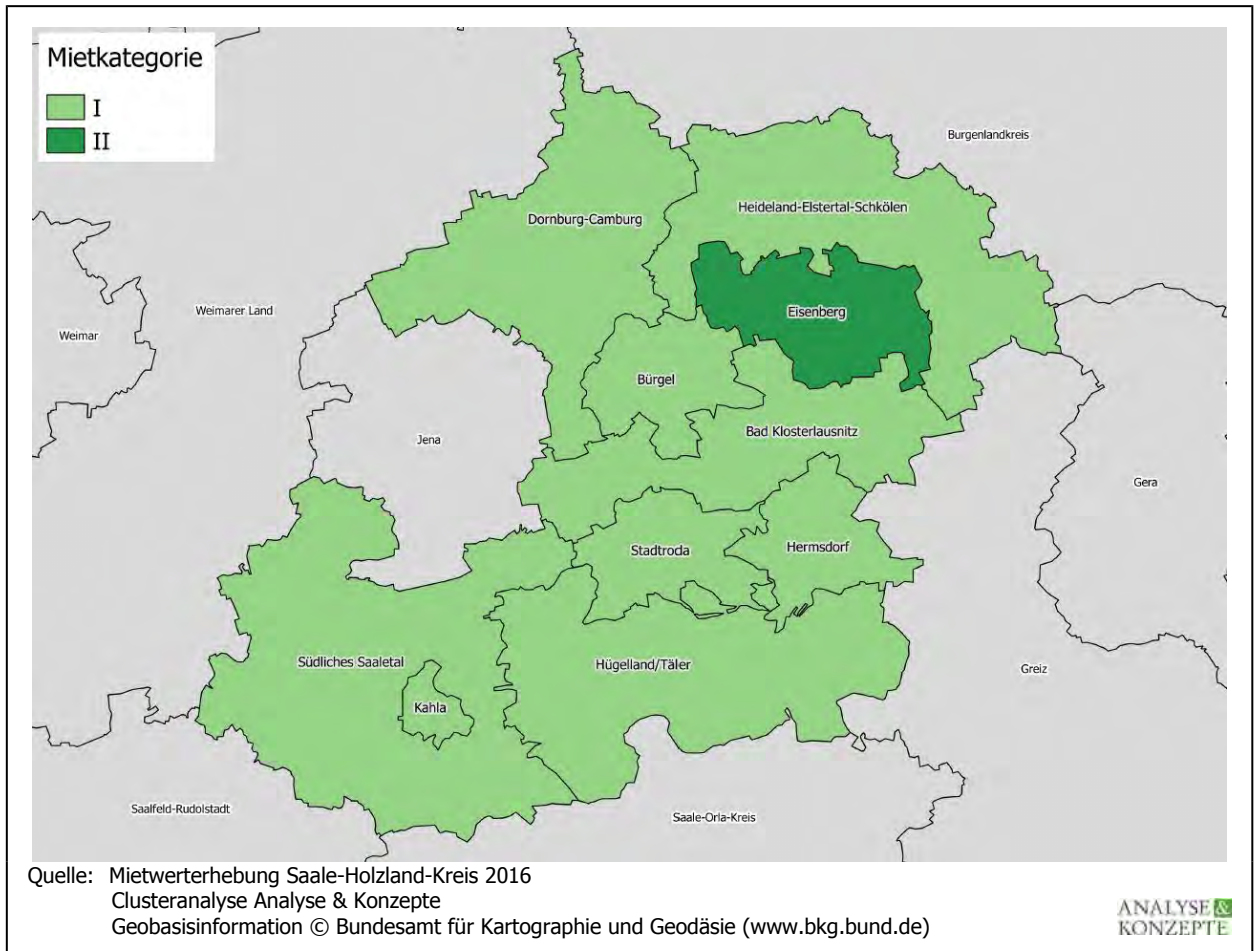 Mietkategorie
I
II
Burgenlandkreis
Dornburg-Camburg
Heideland-Elstertal-Schkölen
Weimarer Land
Eisenberg
Weimar
Bürgel
Jena
Bad Klosterlausnitz
Gera
Stadtroda
Hermsdorf
Südliches Saaletal
Hügelland/Täler
Greiz
Kahla
Saalfeld-Rudolstadt
Saale-Orla-Kreis
Quelle: Mietwerterhebung Saale-Holzland-Kreis 2016
Clusteranalyse Analyse & Konzepte
Geobasisinformation © Bundesamt für Kartographie und Geodäsie (www.bkg.bund.de)
ANALYSE &
KONZEPTE